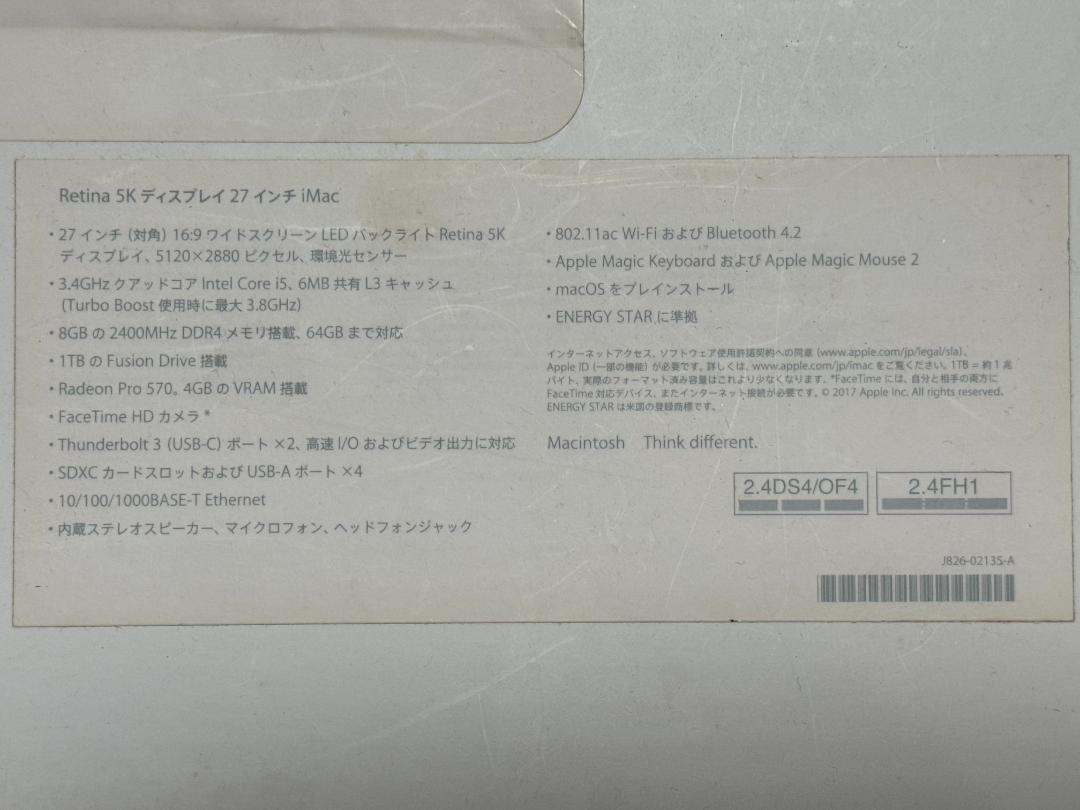 Retina 5K ディスプレイ 27 インチ iMac
• 27 インチ（対角）16:9 ワイドスクリーン LED バックライト Retina 5K
ディスプレイ、5120×2880 ピクセル、環境光センサー
• 3.4GHz クアッドコア Intel Core i5、6MB 共有 L3 キャッシュ
(Turbo Boost 使用時に最大 3.8GHz)
• 8GB の 2400MHz DDR4 メモリ搭載、64GB まで対応
• 1TB の Fusion Drive 搭載
• Radeon Pro 570。4GB の VRAM 搭載
• FaceTime HD カメラ*
• Thunderbolt 3（USB-C）ポート ×2、高速 I/O およびビデオ出力に対応
• SDXC カードスロットおよび USB-A ポート ×4
• 10/100/1000BASE-T Ethernet
• 内蔵ステレオスピーカー、マイクロフォン、ヘッドフォンジャック
• 802.11ac Wi-Fi および Bluetooth 4.2
• Apple Magic Keyboard および Apple Magic Mouse 2
• macOS をプレインストール
• ENERGY STAR に準拠
インターネットアクセス、ソフトウェア使用許諾契約への同意（www.apple.com/jp/legal/sla）、
Apple ID（一部の機能）が必要です。詳しくは、www.apple.com/jp/imac をご覧ください。1TB = 約 1 兆
バイト、実際のフォーマット済み容量はこれより少なくなります。*FaceTime には、自分と相手の両方に
FaceTime 対応デバイス、またインターネット接続が必要です。© 2017 Apple Inc. All rights reserved.
ENERGY STAR は米国の登録商標です。
Macintosh Think different.
2.4DS4/OF4
2.4FH1
J826-02135-A